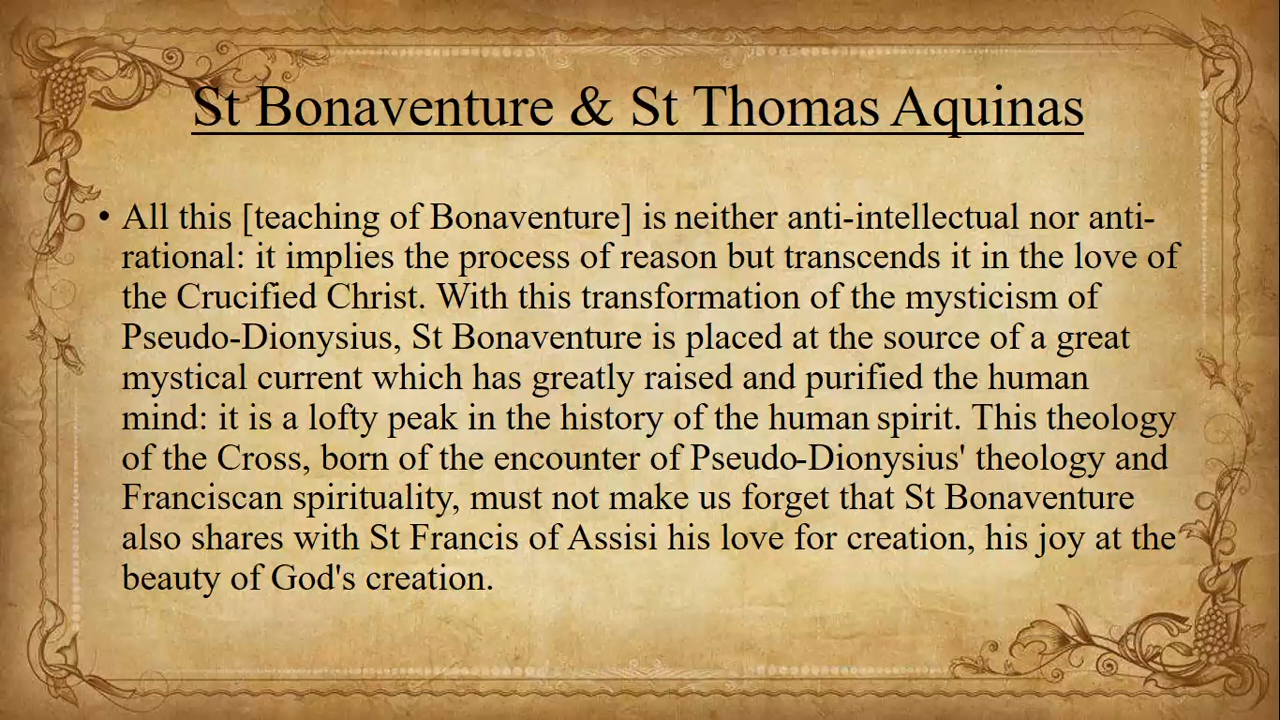 St Bonaventure & St Thomas Aquinas
• All this [teaching of Bonaventure] is neither anti-intellectual nor anti-
rational: it implies the process of reason but transcends it in the love of
the Crucified Christ. With this transformation of the mysticism of
Pseudo-Dionysius, St Bonaventure is placed at the source of a great
mystical current which has greatly raised and purified the human
mind: it is a lofty peak in the history of the human spirit. This theology
of the Cross, born of the encounter of Pseudo-Dionysius' theology and
Franciscan spirituality, must not make us forget that St Bonaventure
also shares with St Francis of Assisi his love for creation, his joy at the
beauty of God's creation.